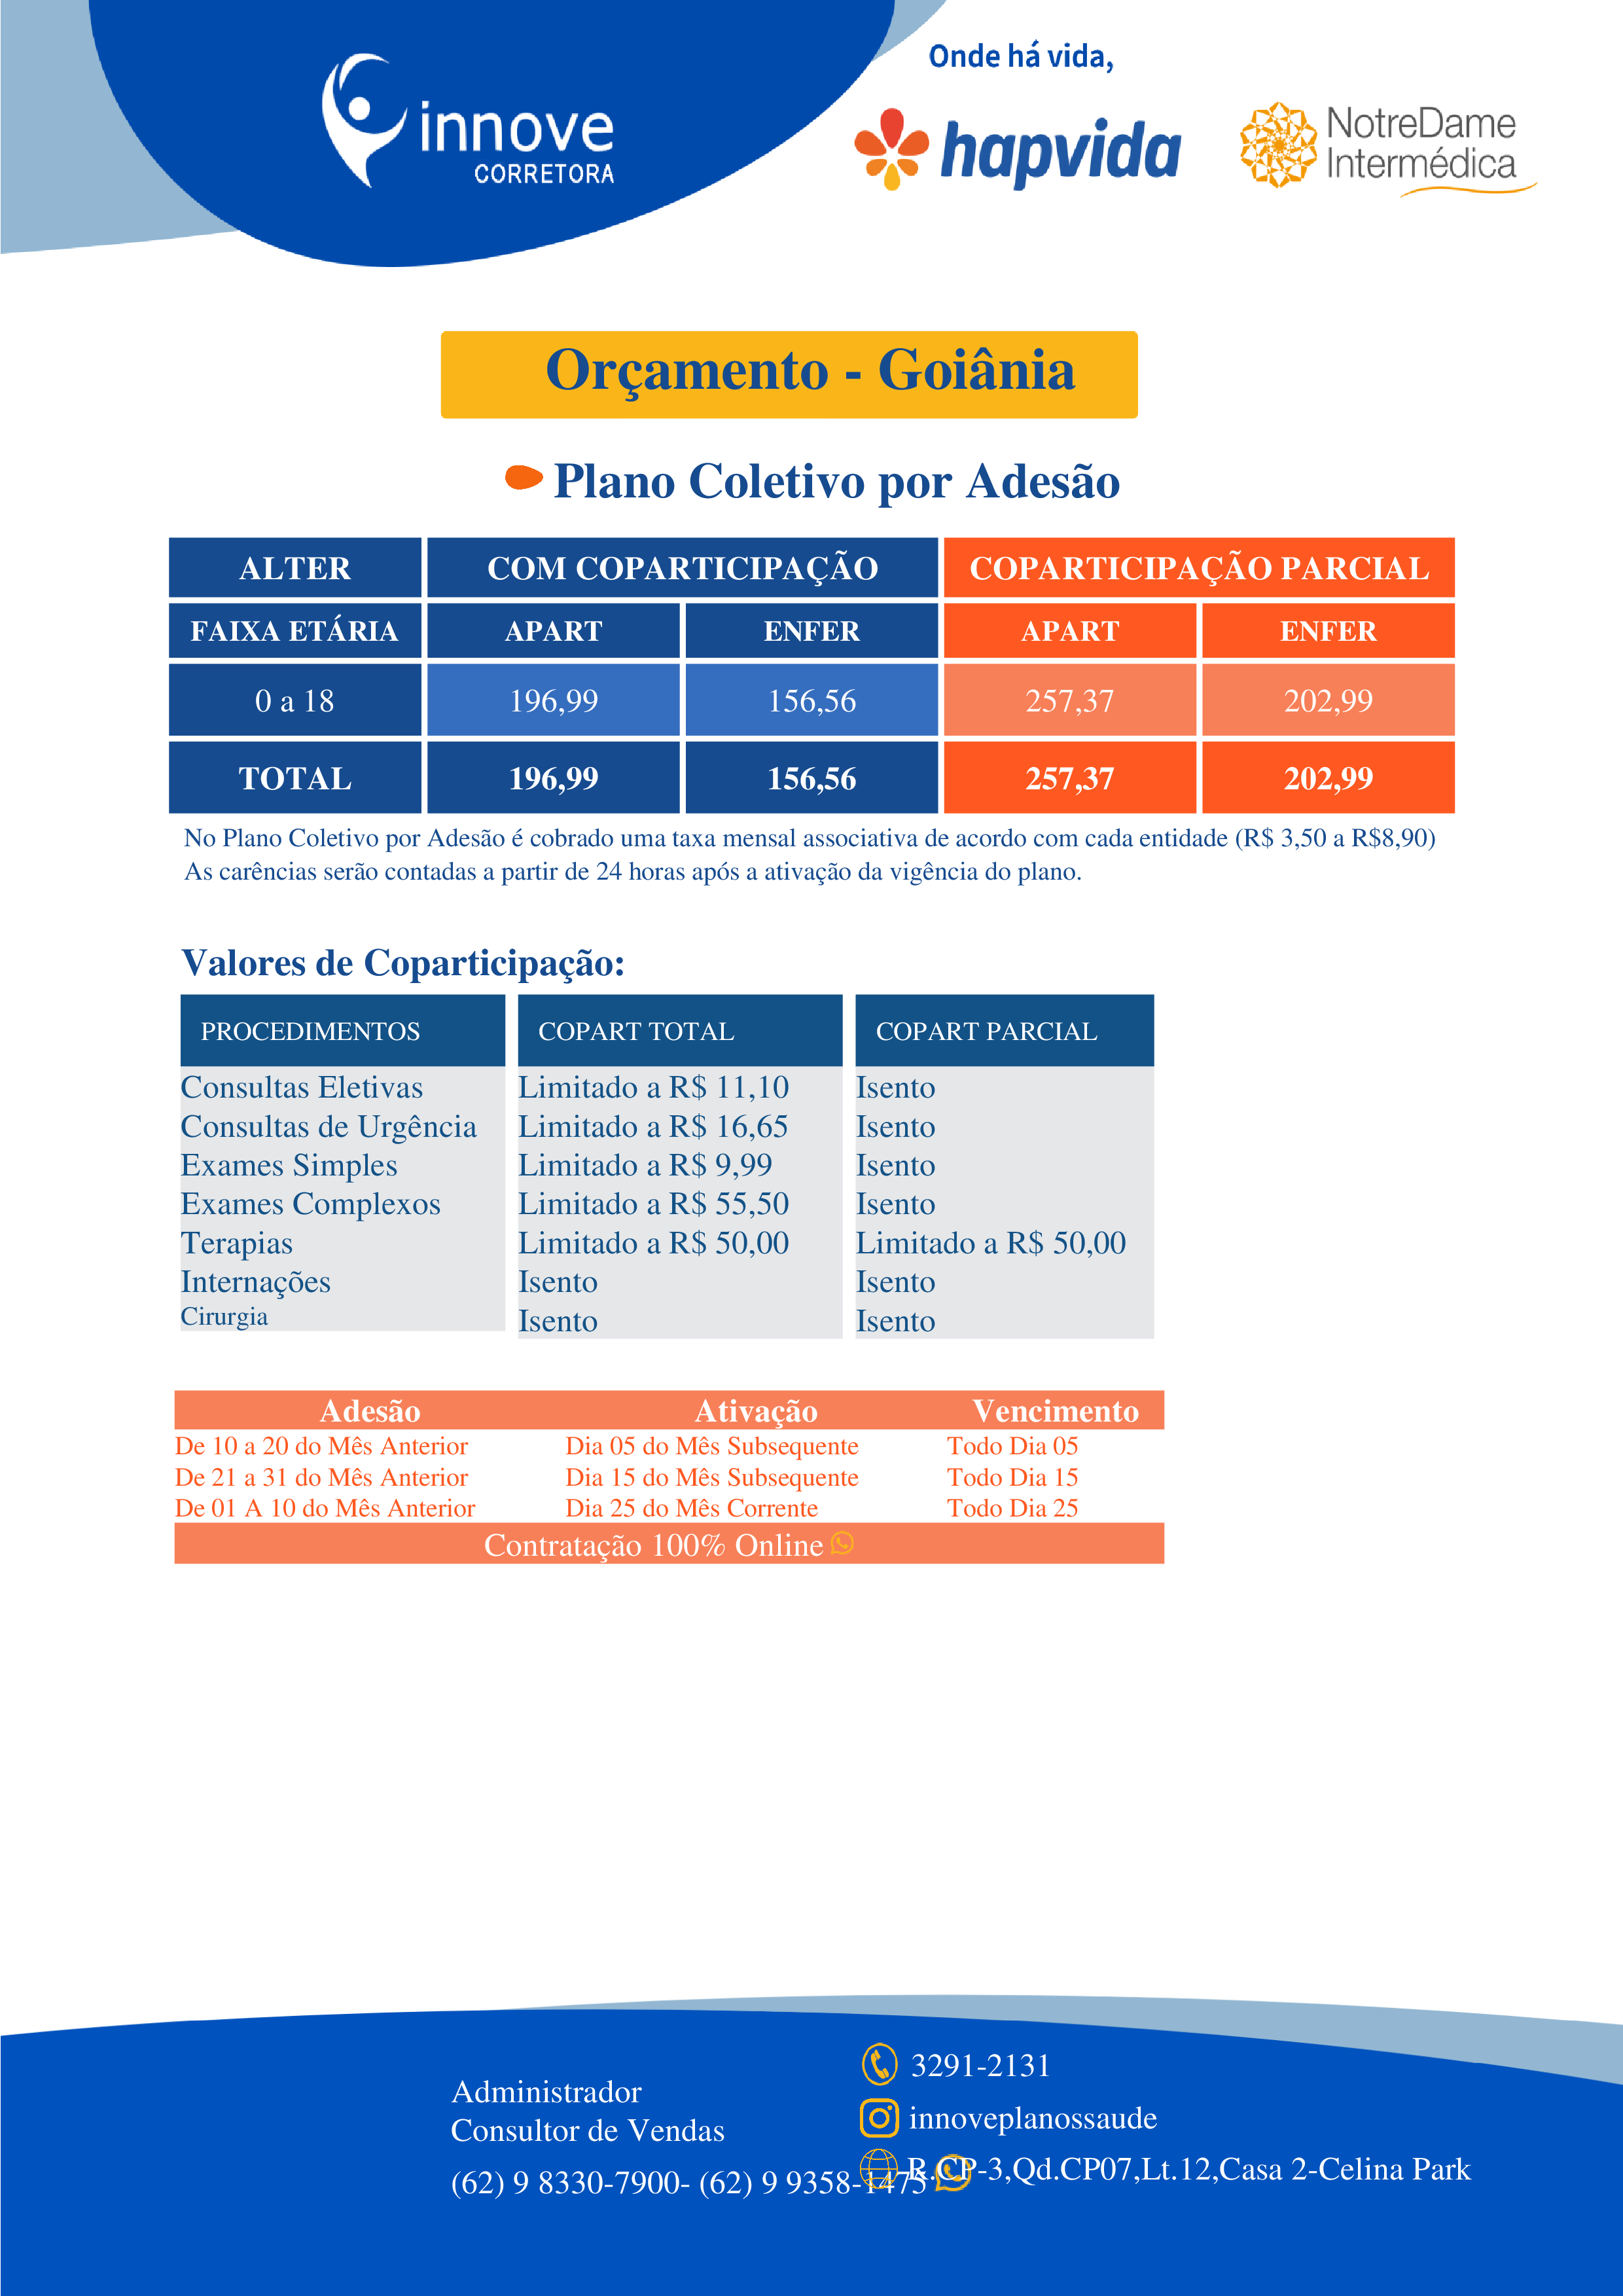 innove
CORRETORA
Onde há vida,
hapvida
NotreDame
Intermédica
Orçamento - Goiânia
Plano Coletivo por Adesão
ALTER COM COPARTICIPAÇÃO COPARTICIPAÇÃO PARCIAL
FAIXA ETÁRIA APART ENFER APART ENFER
0 a 18 196,99 156,56 257,37 202,99
TOTAL 196,99 156,56 257,37 202,99
No Plano Coletivo por Adesão é cobrado uma taxa mensal associativa de acordo com cada entidade (R$ 3,50 a R$8,90)
As carências serão contadas a partir de 24 horas após a ativação da vigência do plano.
Valores de Coparticipação:
PROCEDIMENTOS COPART TOTAL COPART PARCIAL
Consultas Eletivas Limitado a R$ 11,10 Isento
Consultas de Urgência Limitado a R$ 16,65 Isento
Exames Simples Limitado a R$ 9,99 Isento
Exames Complexos Limitado a R$ 55,50 Isento
Terapias Limitado a R$ 50,00 Limitado a R$ 50,00
Internações Isento Isento
Cirurgia Isento Isento
Adesão Ativação Vencimento
De 10 a 20 do Mês Anterior Dia 05 do Mês Subsequente Todo Dia 05
De 21 a 31 do Mês Anterior Dia 15 do Mês Subsequente Todo Dia 15
De 01 A 10 do Mês Anterior Dia 25 do Mês Corrente Todo Dia 25
Contratação 100% Online
Administrador
Consultor de Vendas
(62) 9 8330-7900- (62) 9 9358-1475
3291-2131
innoveplanossaude
R.CP-3,Qd.CP07,Lt.12,Casa 2-Celina Park